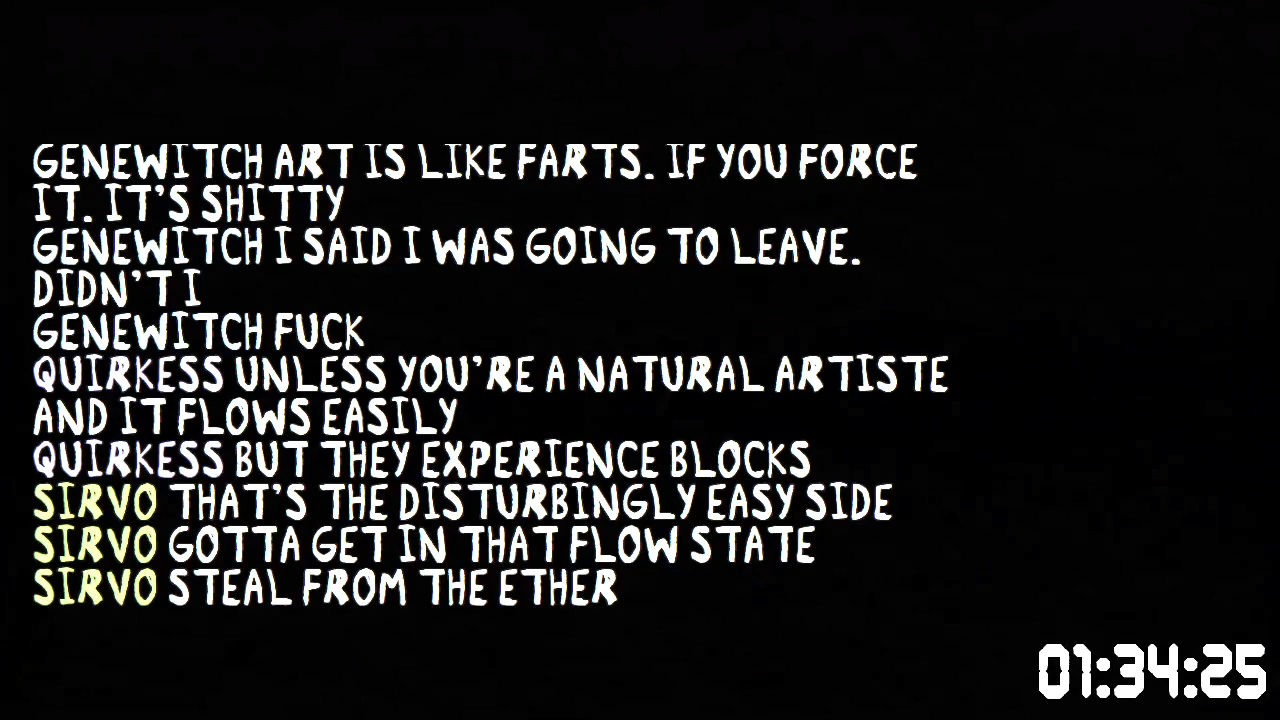 GENEWITCH ART IS LIKE FARTS. IF YOU FORCE
IT. IT'S SHITTY
GENEWITCH I SAID I WAS GOING TO LEAVE.
DIDN'T I
GENEWITCH FUCK
QUIRKESS UNLESS YOU'RE A NATURAL ARTISTE
AND IT FLOWS EASILY
QUIRKESS BUT THEY EXPERIENCE BLOCKS
SIRVO THAT'S THE DISTURBINGLY EASY SIDE
SIRVO GOTTA GET IN THAT FLOW STATE
SIRVO STEAL FROM THE ETHER
01:34:25